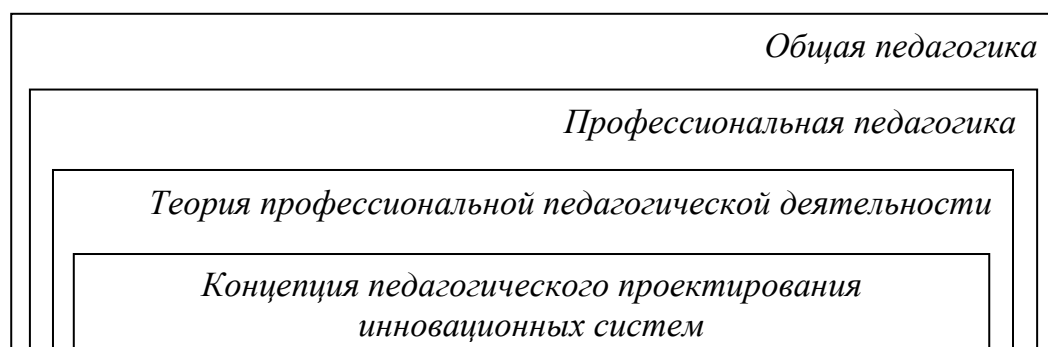 Общая педагогика
Профессиональная педагогика
Теория профессиональной педагогической деятельности
Концепция педагогического проектирования
инновационных систем